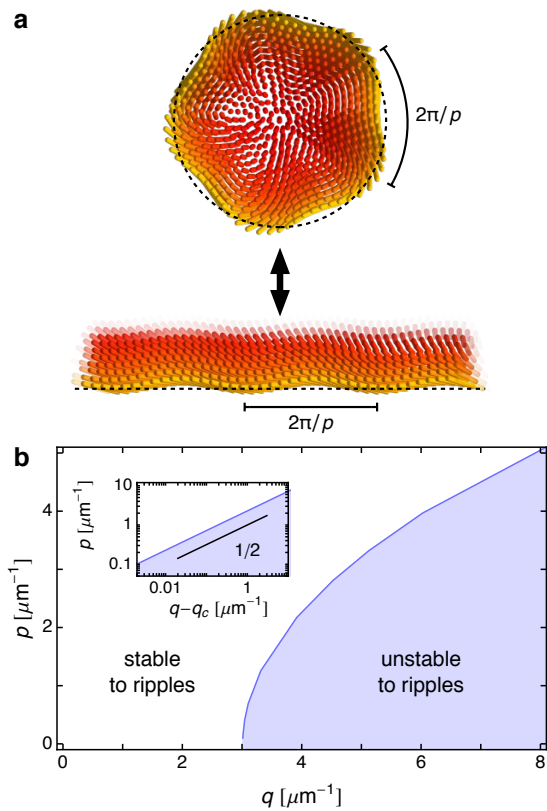 a
2π/p
2π/p
b
p [μm⁻¹]
4
2
0
0
2
4
6
8
q [μm⁻¹]
stable
to ripples
unstable
to ripples
p [μm⁻¹]
10
1
0.1
0.01
1
q−q_c [μm⁻¹]
1/2